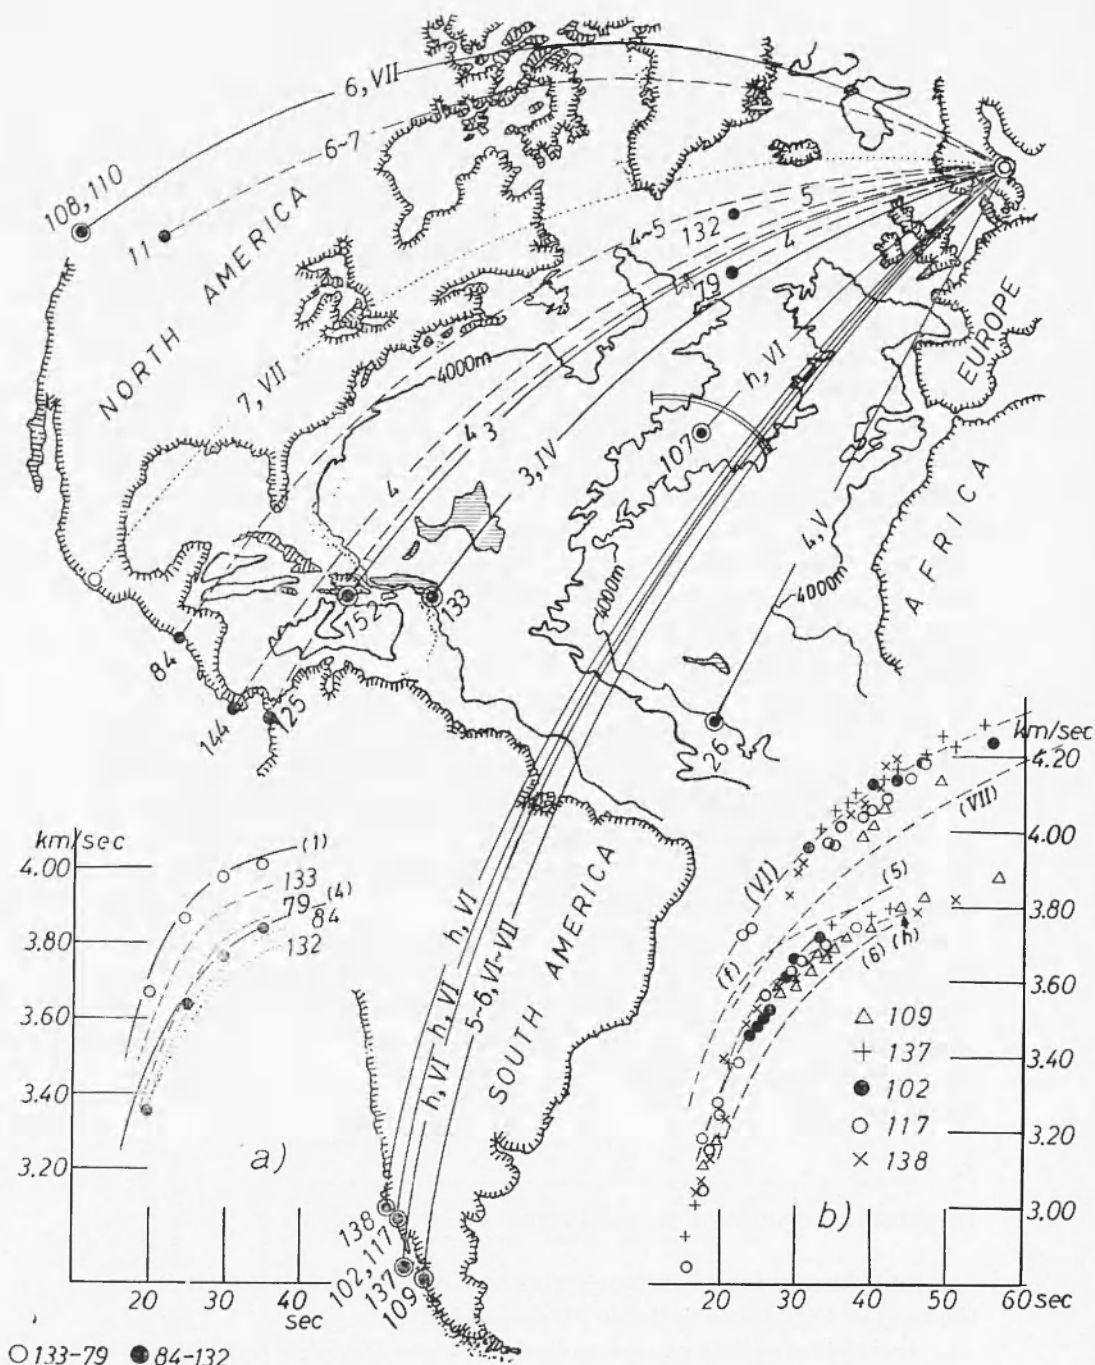 6, VII
6~7
108, 110
11
NORTH AMERICA
4~5
132
5
4
79
h, VI
EUROPE
AFRICA
7, VII
4000m
4
3
4
3, IV
107
4, V
4000m
4000m
152
133
84
144
125
26
h, VI
h, VI
h, VI
5~6, VI~VII
SOUTH AMERICA
138
102, 117
137
109
km/sec
4.00
3.80
3.60
3.40
3.20
(1)
133
79 (4)
84
132
a)
20 30 40
sec
○ 133-79 ● 84-132
km/sec
4.20
4.00
3.80
3.60
3.40
3.20
3.00
(VII)
(VI)
(5)
(f)
(6) (h)
△ 109
+ 137
● 102
○ 117
× 138
b)
20 30 40 50 60 sec